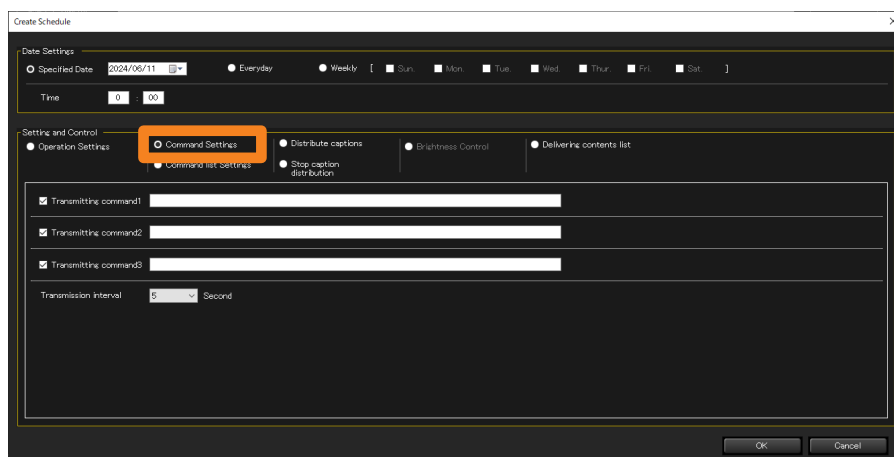 Create Schedule
Date Settings
Specified Date 2024/06/11 Everyday Weekly [ Sun. Mon. Tue. Wed. Thur. Fri. Sat. ]
Time 0 : 00
Setting and Control
Operation Settings Command Settings Distribute captions Brightness Control Delivering contents list
Command list Settings Stop caption
distribution
Transmitting command1
Transmitting command2
Transmitting command3
Transmission interval 5 Second
OK Cancel